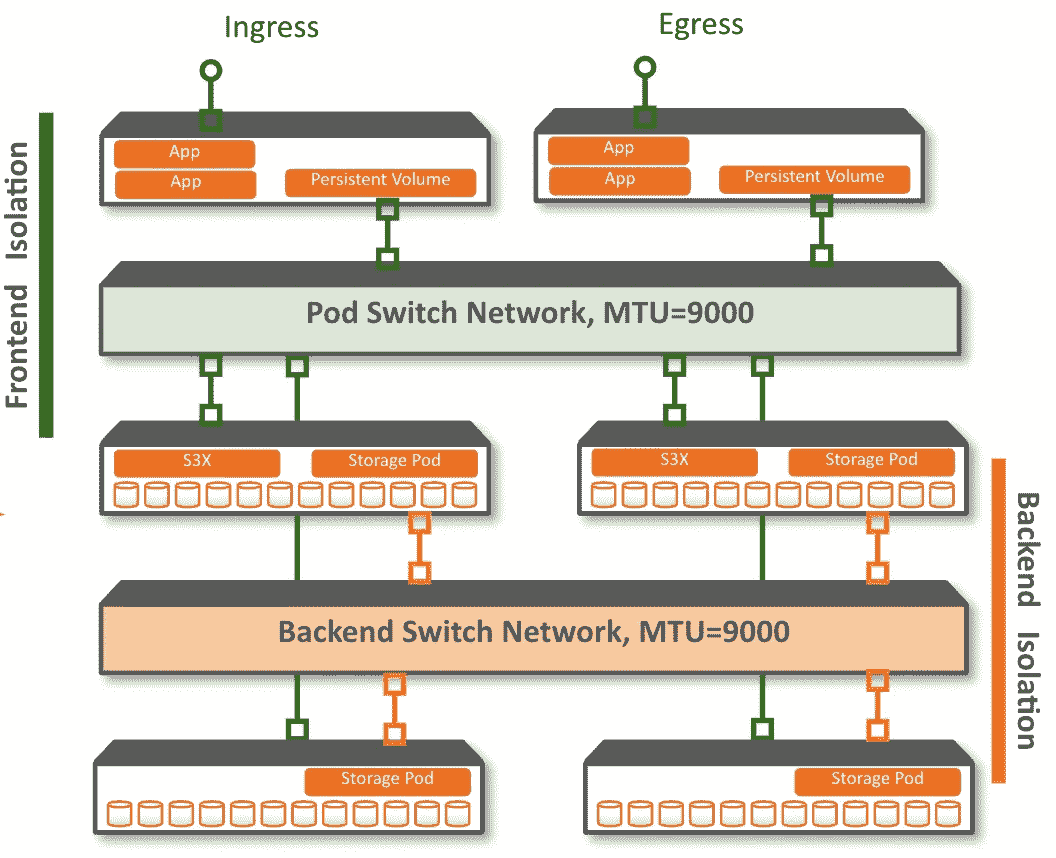 Ingress
Egress
Frontend Isolation
App
App
Persistent Volume
App
App
Persistent Volume
Pod Switch Network, MTU=9000
S3X
Storage Pod
S3X
Storage Pod
Backend Isolation
Backend Switch Network, MTU=9000
Storage Pod
Storage Pod